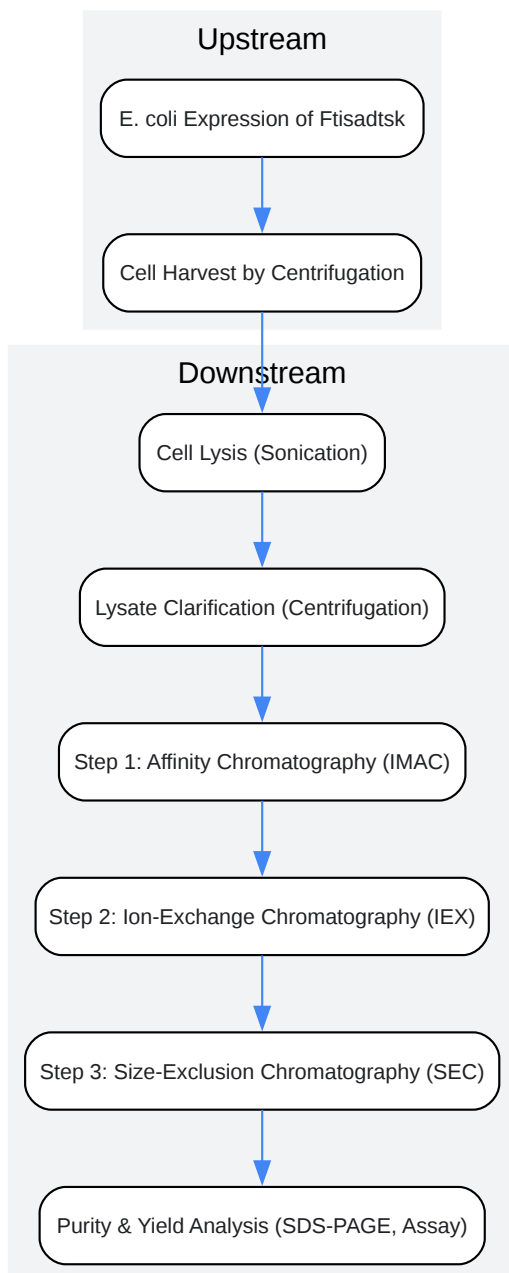 Upstream
E. coli Expression of Ftisadtsk
Cell Harvest by Centrifugation
Downstream
Cell Lysis (Sonication)
Lysate Clarification (Centrifugation)
Step 1: Affinity Chromatography (IMAC)
Step 2: Ion-Exchange Chromatography (IEX)
Step 3: Size-Exclusion Chromatography (SEC)
Purity & Yield Analysis (SDS-PAGE, Assay)